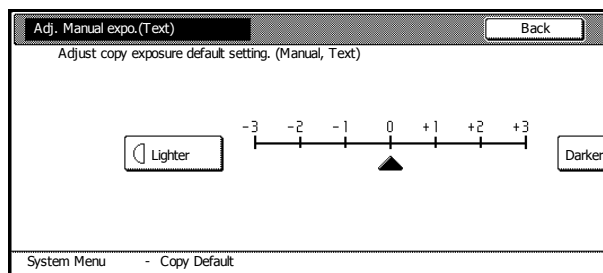 Adj. Manual expo.(Text)
Back
Adjust copy exposure default setting. (Manual, Text)
-3 -2 -1 0 +1 +2 +3
Lighter
Darker
System Menu - Copy Default